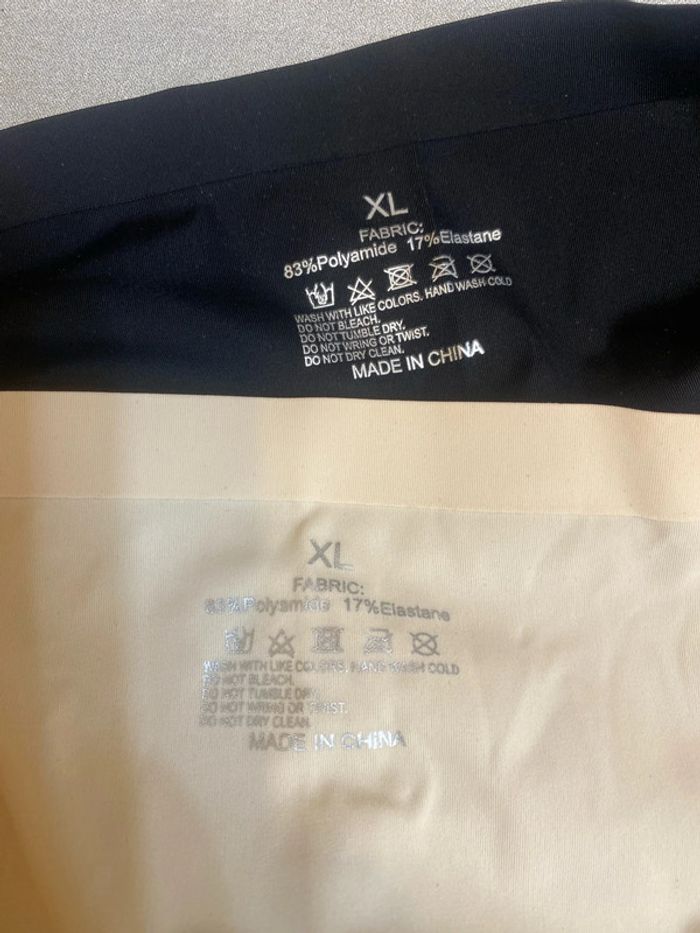 XL
FABRIC:
83%Polyamide 17%Elastane
WASH WITH LIKE COLORS. HAND WASH COLD
DO NOT BLEACH.
DO NOT TUMBLE DRY.
DO NOT WRING OR TWIST.
DO NOT DRY CLEAN.
MADE IN CHINA
XL
FABRIC:
83%Polyamide 17%Elastane
WASH WITH LIKE COLORS. HAND WASH COLD
DO NOT BLEACH.
DO NOT TUMBLE DRY
DO NOT WRING OR TWIST.
DO NOT DRY CLEAN.
MADE IN CHINA